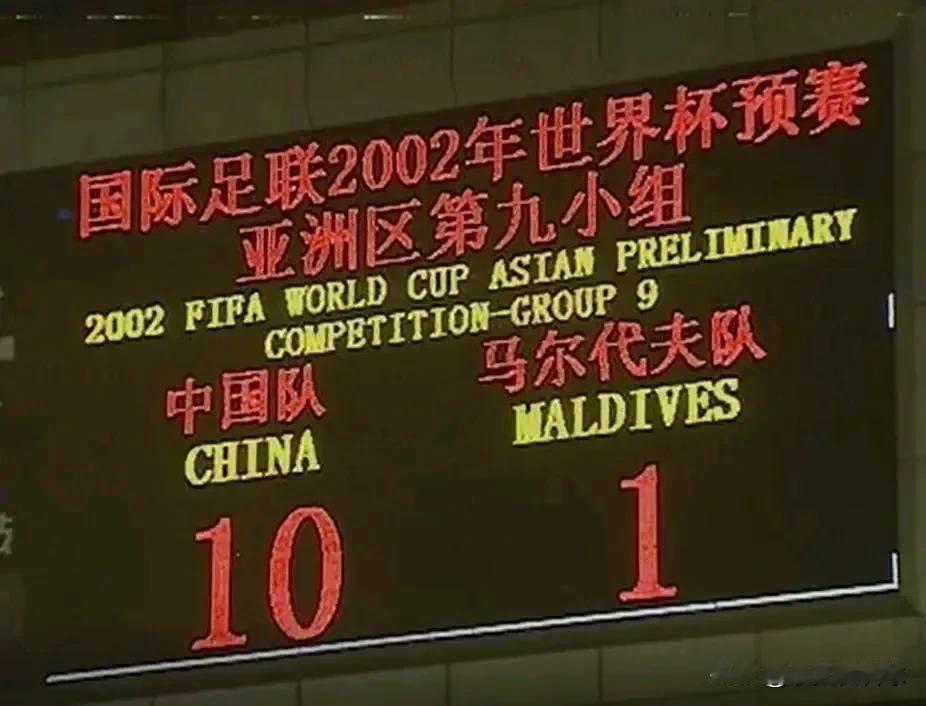 国际足联2002年世界杯预赛
亚洲区第九小组
2002 FIFA WORLD CUP ASIAN PRELIMINARY
COMPETITION-GROUP 9
中国队 马尔代夫队
CHINA MALDIVES
10 1